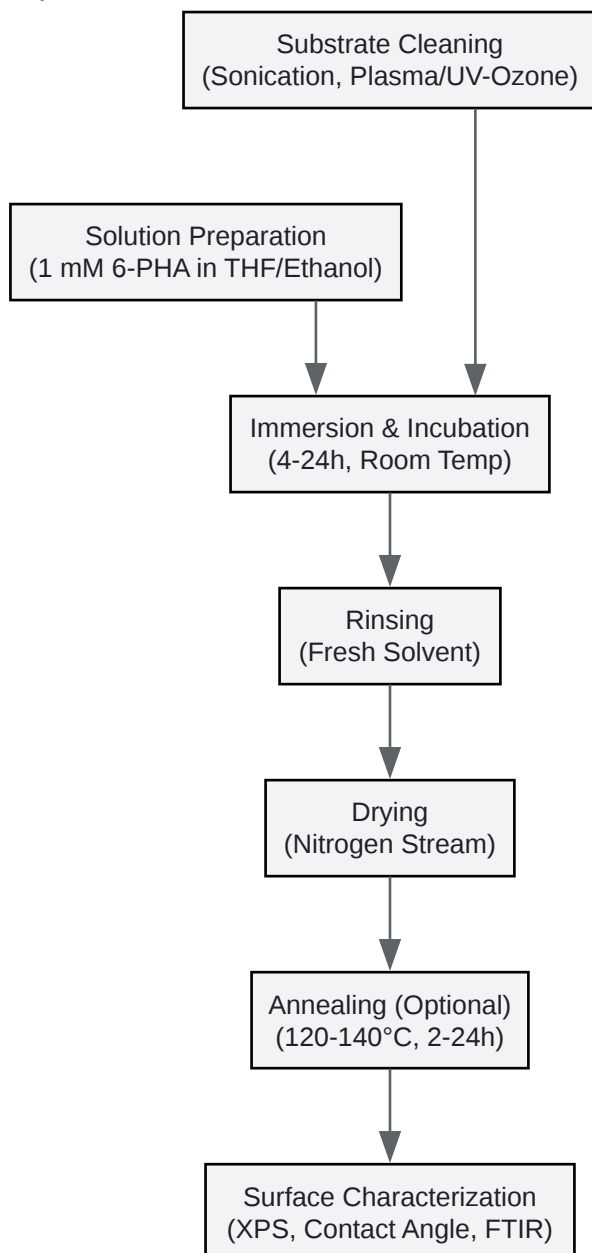 Substrate Cleaning
(Sonication, Plasma/UV-Ozone)
Solution Preparation
(1 mM 6-PHA in THF/Ethanol)
Immersion & Incubation
(4-24h, Room Temp)
Rinsing
(Fresh Solvent)
Drying
(Nitrogen Stream)
Annealing (Optional)
(120-140°C, 2-24h)
Surface Characterization
(XPS, Contact Angle, FTIR)